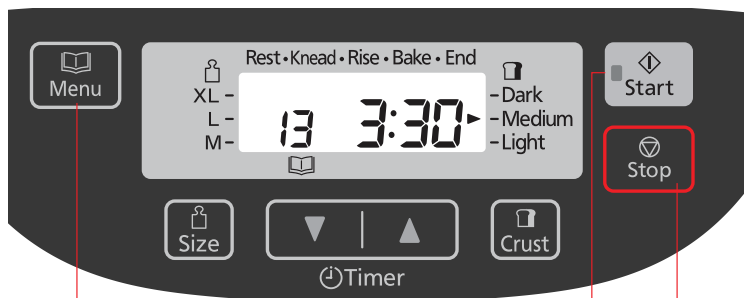 Menu
Rest • Knead • Rise • Bake • End
XL -
L -
M -
13
3:30
- Dark
- Medium
- Light
Start
Stop
Size
Timer
Crust